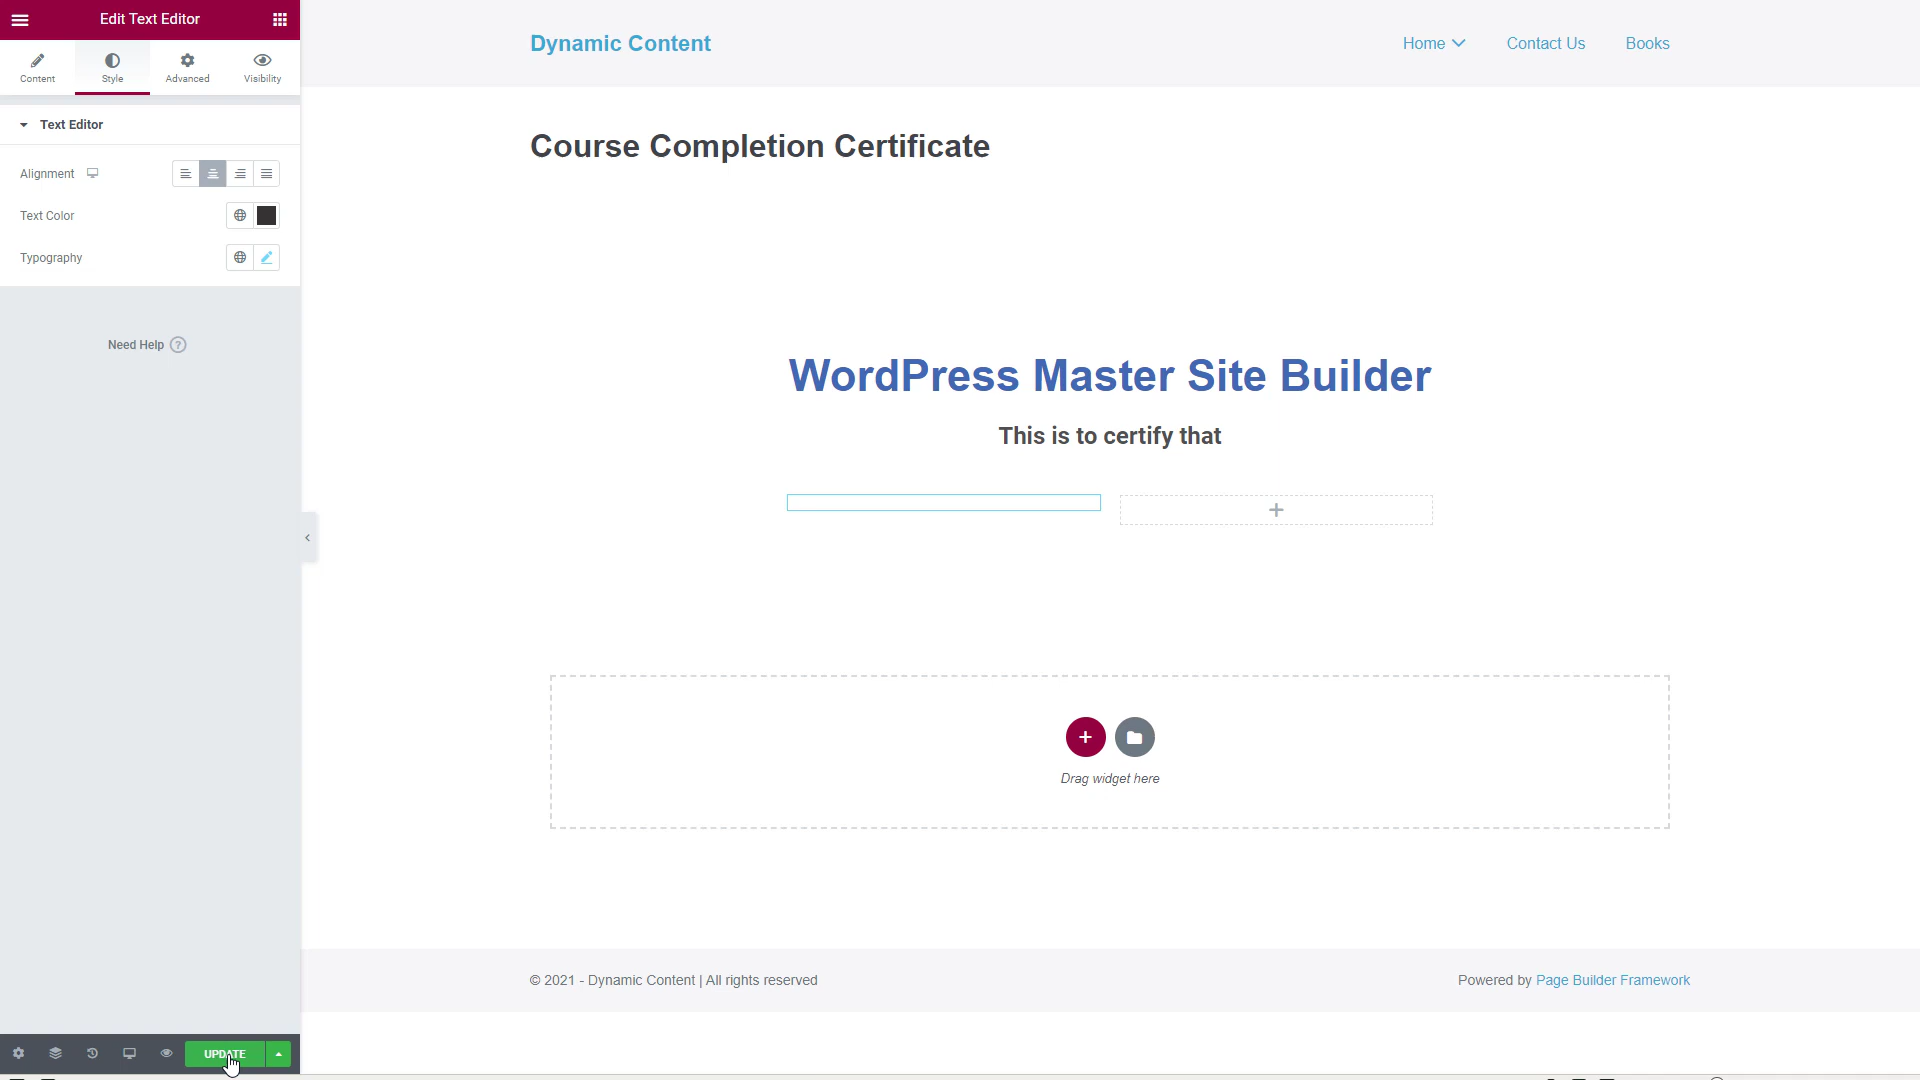 Edit Text Editor
Content
Style
Advanced
Visibility
Text Editor
Alignment
Text Color
Typography
Need Help ?
UPDATE
Dynamic Content
Home
Contact Us
Books
Course Completion Certificate
WordPress Master Site Builder
This is to certify that
Drag widget here
© 2021 - Dynamic Content | All rights reserved
Powered by Page Builder Framework